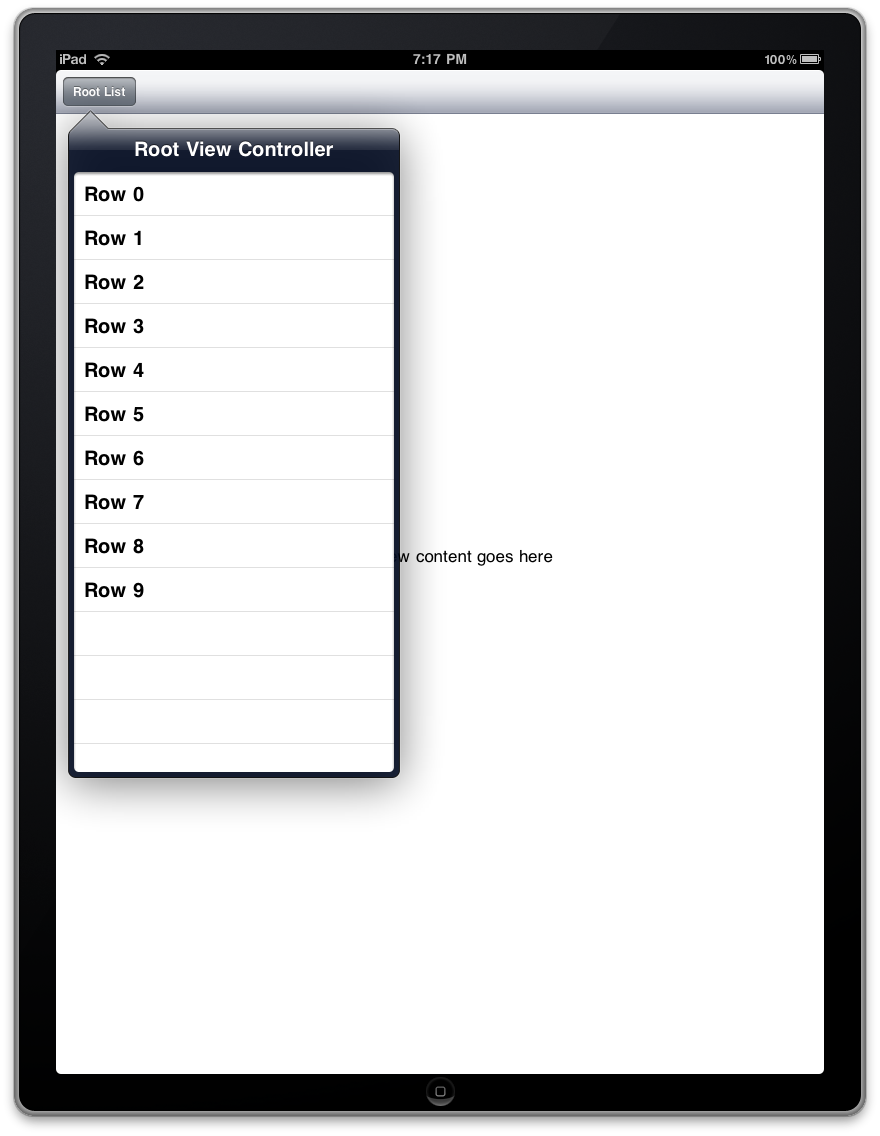 iPad 7:17 PM 100%
Root List
Root View Controller
Row 0
Row 1
Row 2
Row 3
Row 4
Row 5
Row 6
Row 7
Row 8
content goes here
Row 9